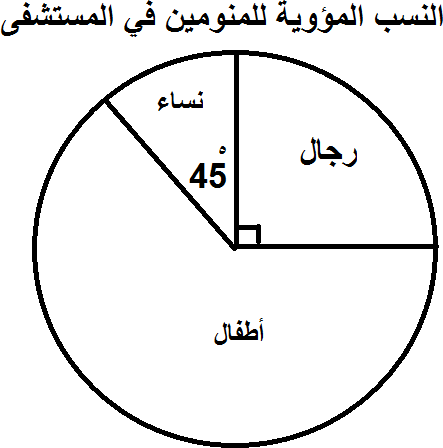 النسب المؤوية للمنومين في المستشفى
نساء
رجال
45°
أطفال